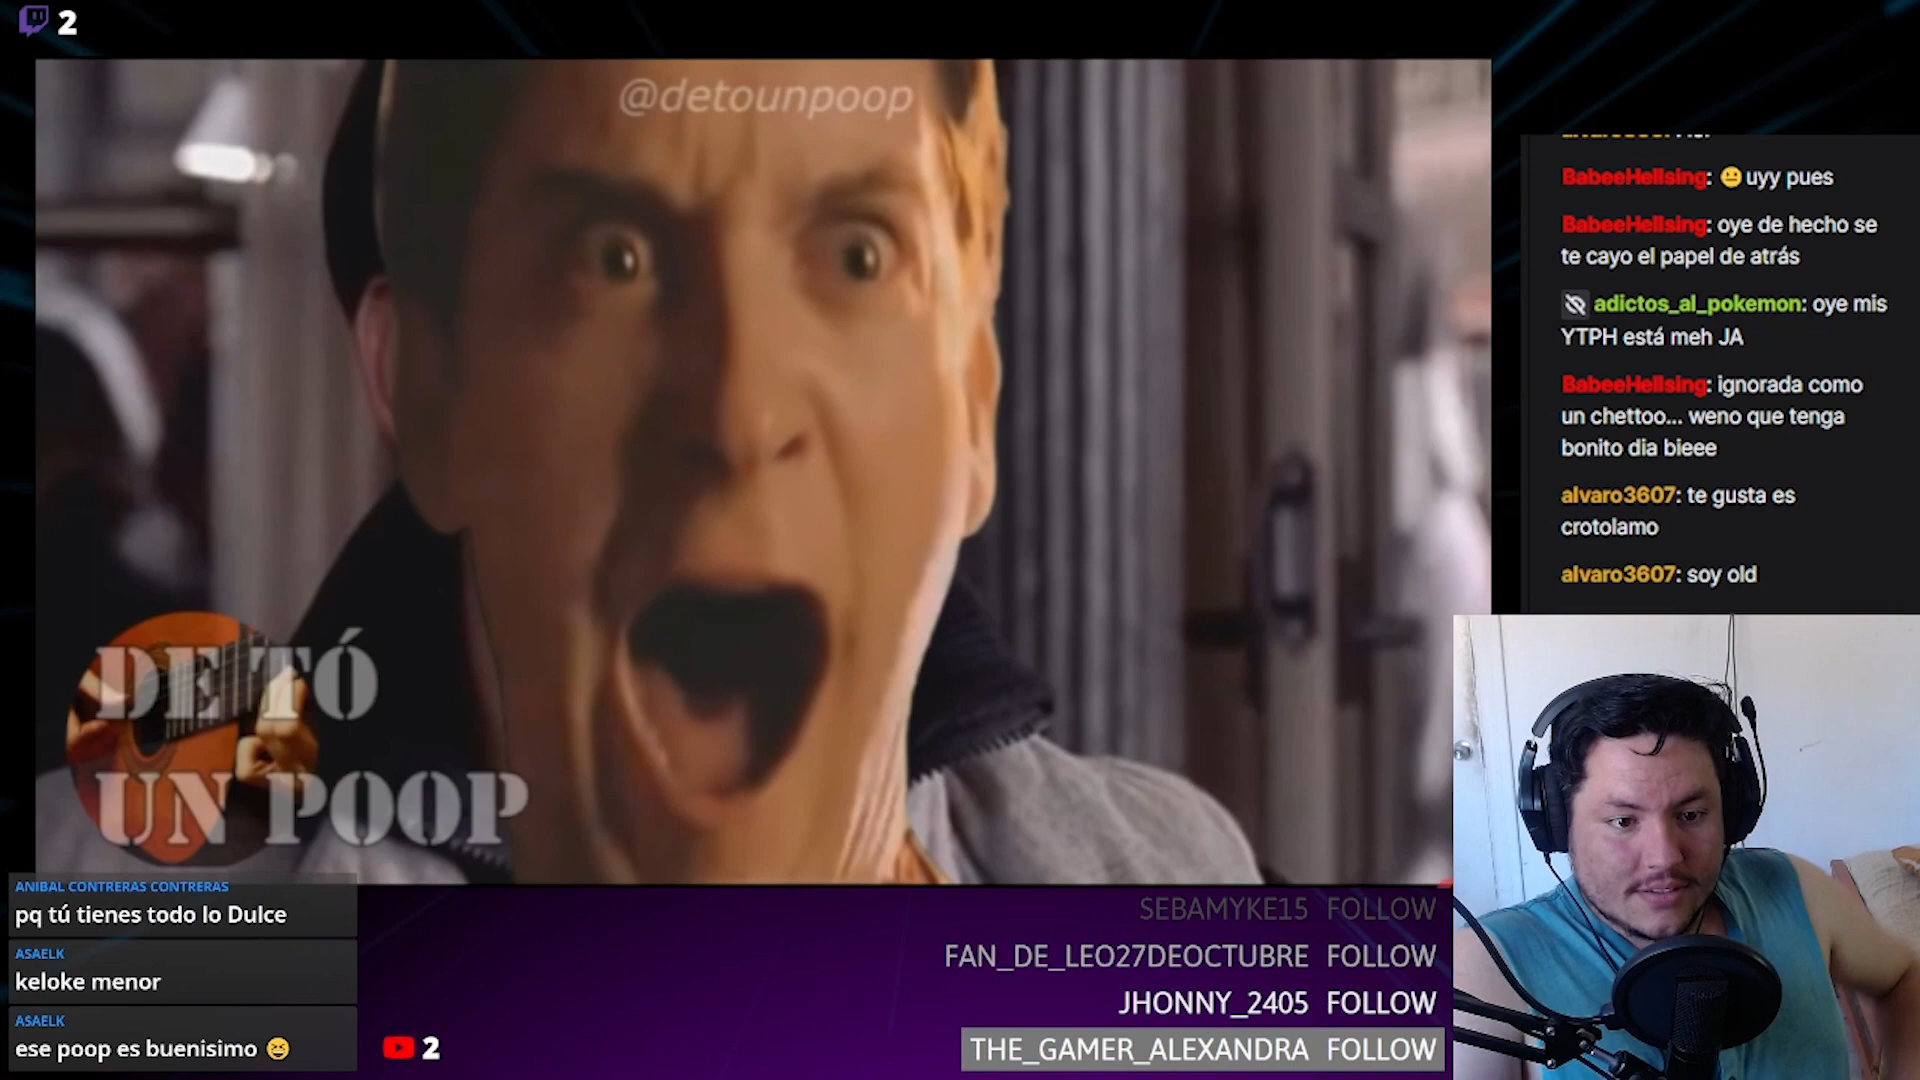 2
@detounpoop
DE TÓ
UN POOP
BabeeHellsing: 😐 uyy pues
BabeeHellsing: oye de hecho se
te cayo el papel de atrás
adictos_al_pokemon: oye mis
YTPH está meh JA
BabeeHellsing: ignorada como
un chettoo... weno que tenga
bonito dia bieee
alvaro3607: te gusta es
crotolamo
alvaro3607: soy old
ANIBAL CONTRERAS CONTRERAS
pq tú tienes todo lo Dulce
ASAELK
keloke menor
ASAELK
ese poop es buenisimo 😆
2
SEBAMYKE15 FOLLOW
FAN_DE_LEO27DEOCTUBRE FOLLOW
JHONNY_2405 FOLLOW
THE_GAMER_ALEXANDRA FOLLOW